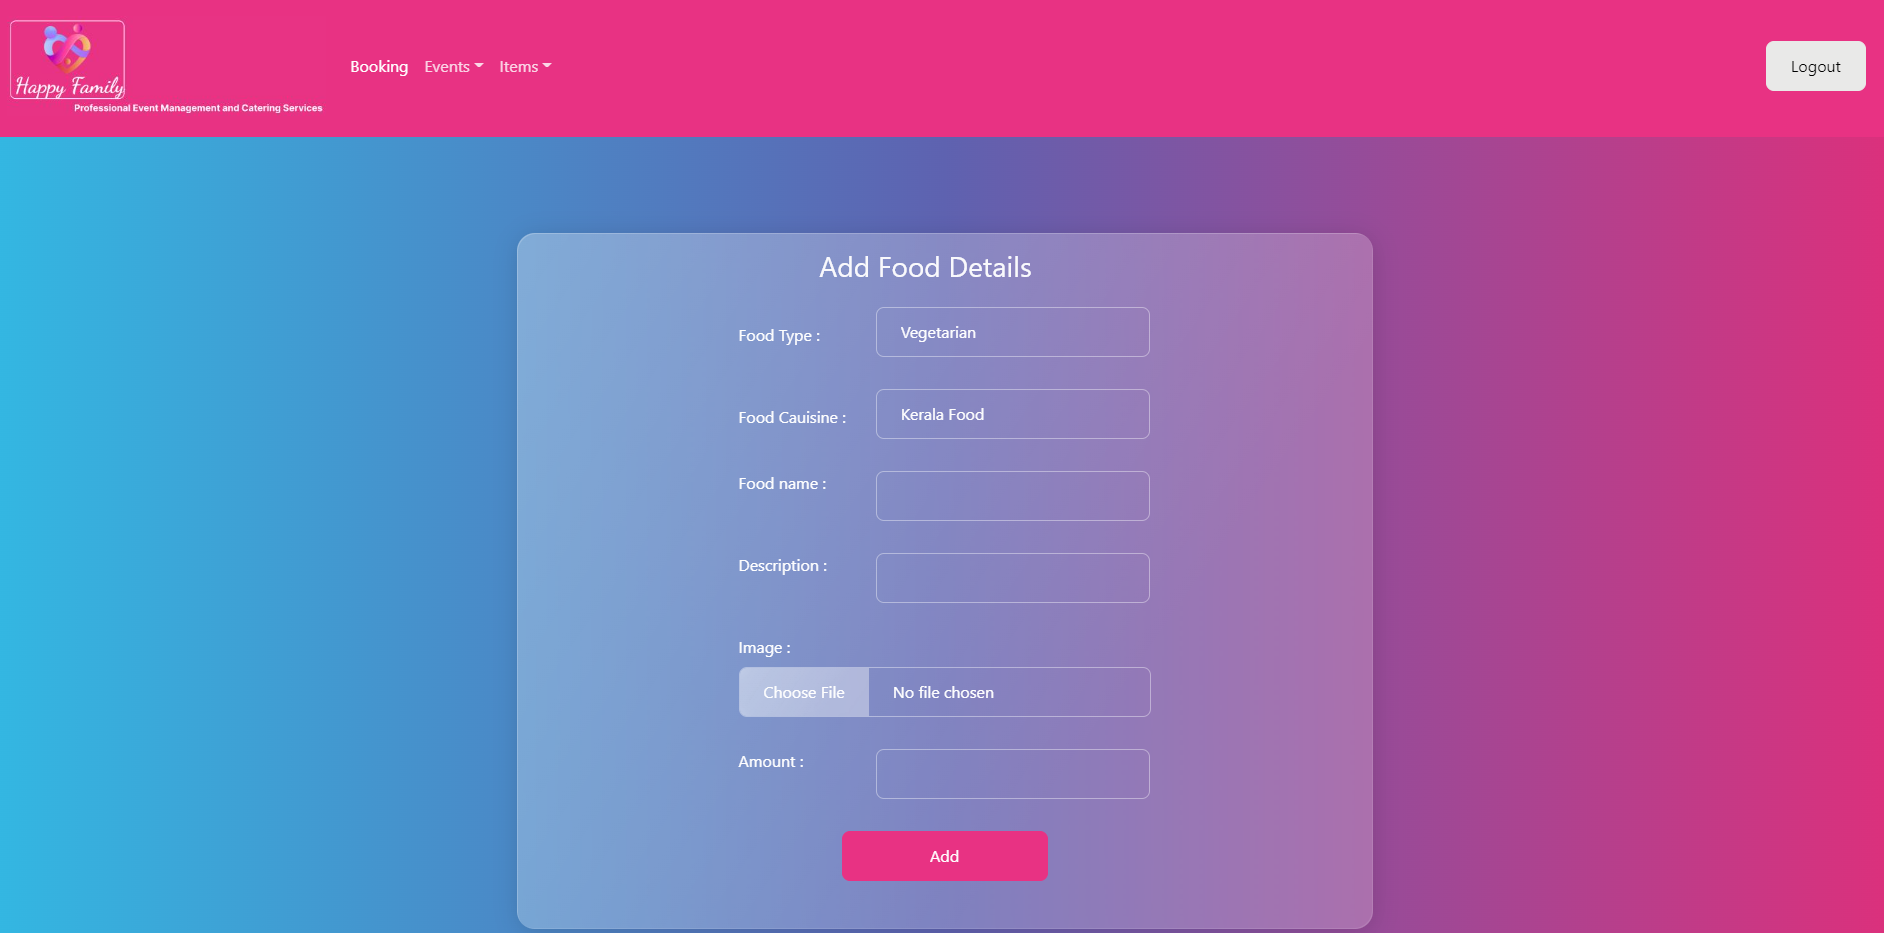 Happy Family
Professional Event Management and Catering Services
Booking Events Items
Logout
Add Food Details
Food Type : Vegetarian
Food Cauisine : Kerala Food
Food name :
Description :
Image :
Choose File No file chosen
Amount :
Add